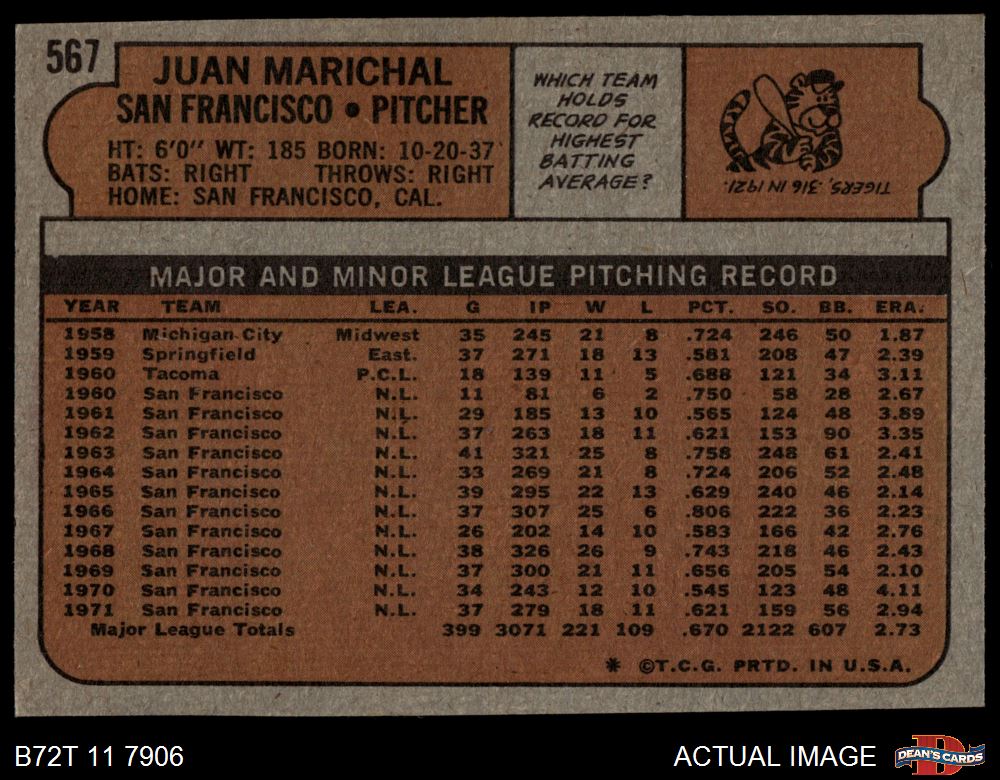 567
JUAN MARICHAL
SAN FRANCISCO • PITCHER
HT: 6'0" WT: 185 BORN: 10-20-37
BATS: RIGHT THROWS: RIGHT
HOME: SAN FRANCISCO, CAL.
WHICH TEAM
HOLDS
RECORD FOR
HIGHEST
BATTING
AVERAGE?
TIGERS, .316 IN 1921.
MAJOR AND MINOR LEAGUE PITCHING RECORD
YEAR TEAM LEA. G IP W L PCT. SO. BB. ERA.
1958 Michigan City Midwest 35 245 21 8 .724 246 50 1.87
1959 Springfield East. 37 271 18 13 .581 208 47 2.39
1960 Tacoma P.C.L. 18 139 11 5 .688 121 34 3.11
1960 San Francisco N.L. 11 81 6 2 .750 58 28 2.67
1961 San Francisco N.L. 29 185 13 10 .565 124 48 3.89
1962 San Francisco N.L. 37 263 18 11 .621 153 90 3.35
1963 San Francisco N.L. 41 321 25 8 .758 248 61 2.41
1964 San Francisco N.L. 33 269 21 8 .724 206 52 2.48
1965 San Francisco N.L. 39 295 22 13 .629 240 46 2.14
1966 San Francisco N.L. 37 307 25 6 .806 222 36 2.23
1967 San Francisco N.L. 26 202 14 10 .583 166 42 2.76
1968 San Francisco N.L. 38 326 26 9 .743 218 46 2.43
1969 San Francisco N.L. 37 300 21 11 .656 205 54 2.10
1970 San Francisco N.L. 34 243 12 10 .545 123 48 4.11
1971 San Francisco N.L. 37 279 18 11 .621 159 56 2.94
Major League Totals 399 3071 221 109 .670 2122 607 2.73
* ©T.C.G. PRTD. IN U.S.A.
B72T 11 7906
ACTUAL IMAGE
D
DEAN'S CARDS